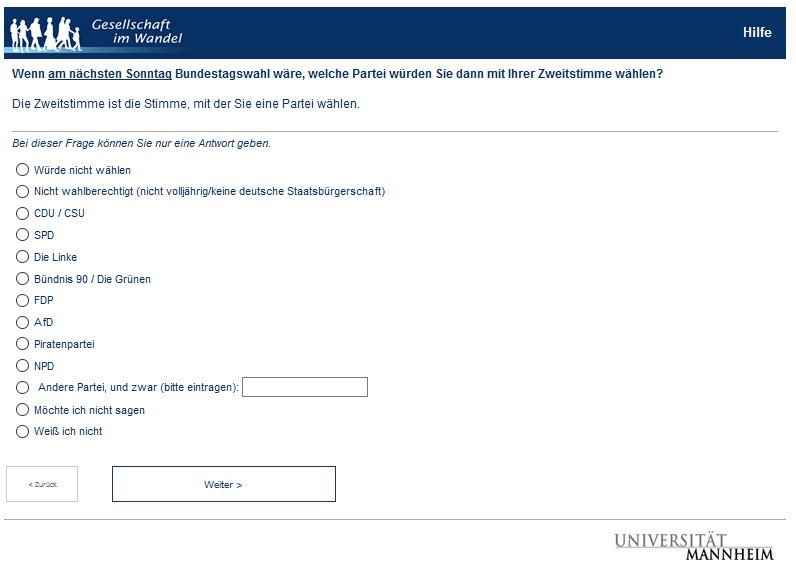 Gesellschaft
im Wandel
Hilfe
Wenn am nächsten Sonntag Bundestagswahl wäre, welche Partei würden Sie dann mit Ihrer Zweitstimme wählen?
Die Zweitstimme ist die Stimme, mit der Sie eine Partei wählen.
Bei dieser Frage können Sie nur eine Antwort geben.
Würde nicht wählen
Nicht wahlberechtigt (nicht volljährig/keine deutsche Staatsbürgerschaft)
CDU / CSU
SPD
Die Linke
Bündnis 90 / Die Grünen
FDP
AfD
Piratenpartei
NPD
Andere Partei, und zwar (bitte eintragen):
Möchte ich nicht sagen
Weiß ich nicht
< Zurück
Weiter >
UNIVERSITÄT
MANNHEIM